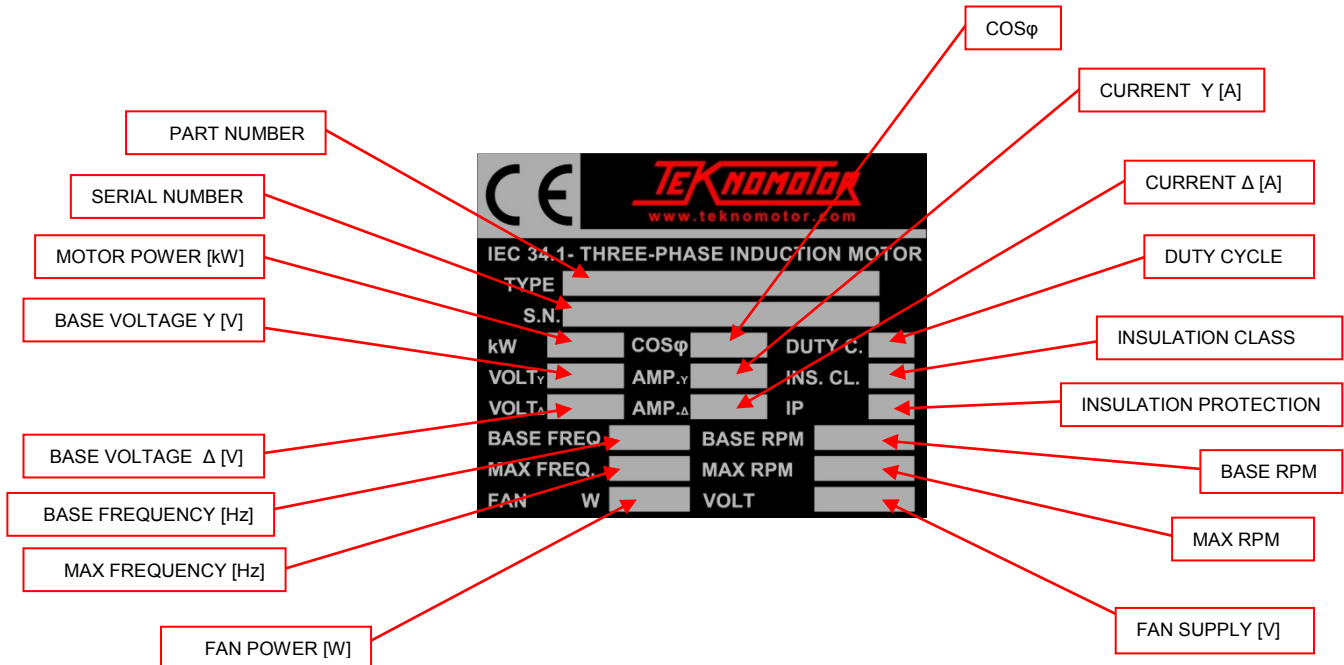 COSφ
CURRENT Y [A]
PART NUMBER
CURRENT Δ [A]
SERIAL NUMBER
MOTOR POWER [kW]
DUTY CYCLE
BASE VOLTAGE Y [V]
INSULATION CLASS
INSULATION PROTECTION
BASE VOLTAGE Δ [V]
BASE RPM
BASE FREQUENCY [Hz]
MAX RPM
MAX FREQUENCY [Hz]
FAN SUPPLY [V]
FAN POWER [W]
CE TEKNOMOTOR
www.teknomotor.com
IEC 34.1- THREE-PHASE INDUCTION MOTOR
TYPE
S.N.
kW COSφ DUTY C.
VOLTY AMP.Y INS. CL.
VOLTΔ AMP.Δ IP
BASE FREQ. BASE RPM
MAX FREQ. MAX RPM
FAN W VOLT